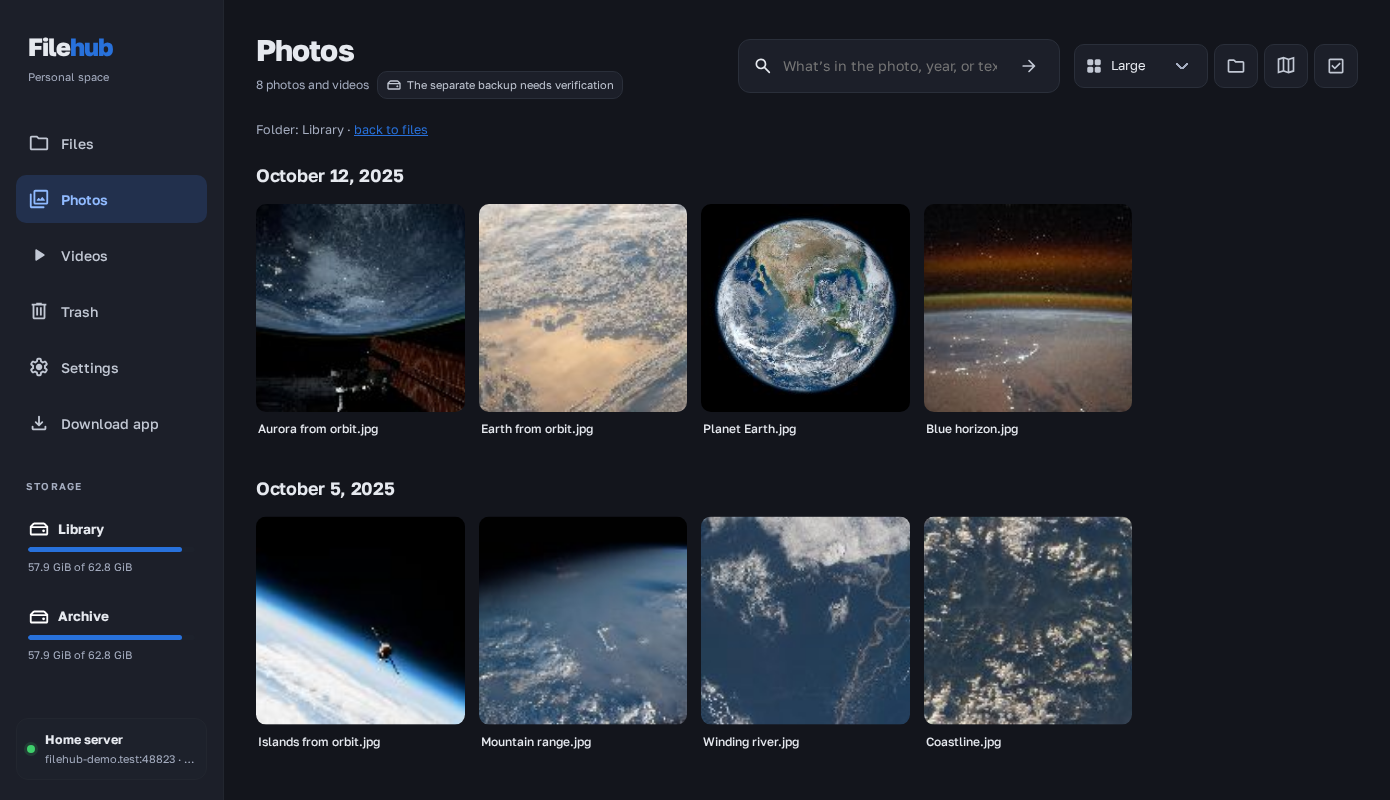 Filehub
Personal space
Files
Photos
Videos
Trash
Settings
Download app
STORAGE
Library
57.9 GiB of 62.8 GiB
Archive
57.9 GiB of 62.8 GiB
Home server
filehub-demo.test:48823 · ...
Photos
8 photos and videos
The separate backup needs verification
What's in the photo, year, or tex
Large
Folder: Library · back to files
October 12, 2025
Aurora from orbit.jpg
Earth from orbit.jpg
Planet Earth.jpg
Blue horizon.jpg
October 5, 2025
Islands from orbit.jpg
Mountain range.jpg
Winding river.jpg
Coastline.jpg